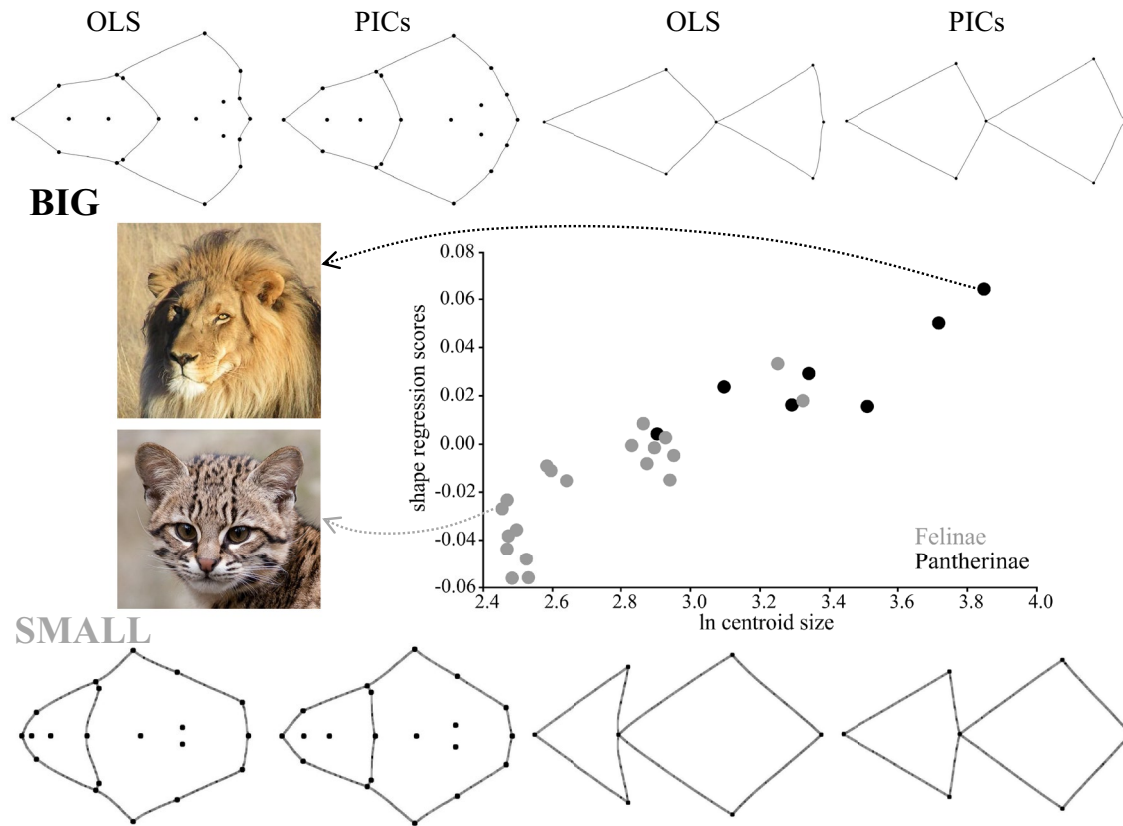 OLS PICs OLS PICs
BIG
0.08
0.06
0.04
0.02
0.00
-0.02
-0.04
-0.06
shape regression scores
Felinae
Pantherinae
2.4 2.6 2.8 3.0 3.2 3.4 3.6 3.8 4.0
ln centroid size
SMALL